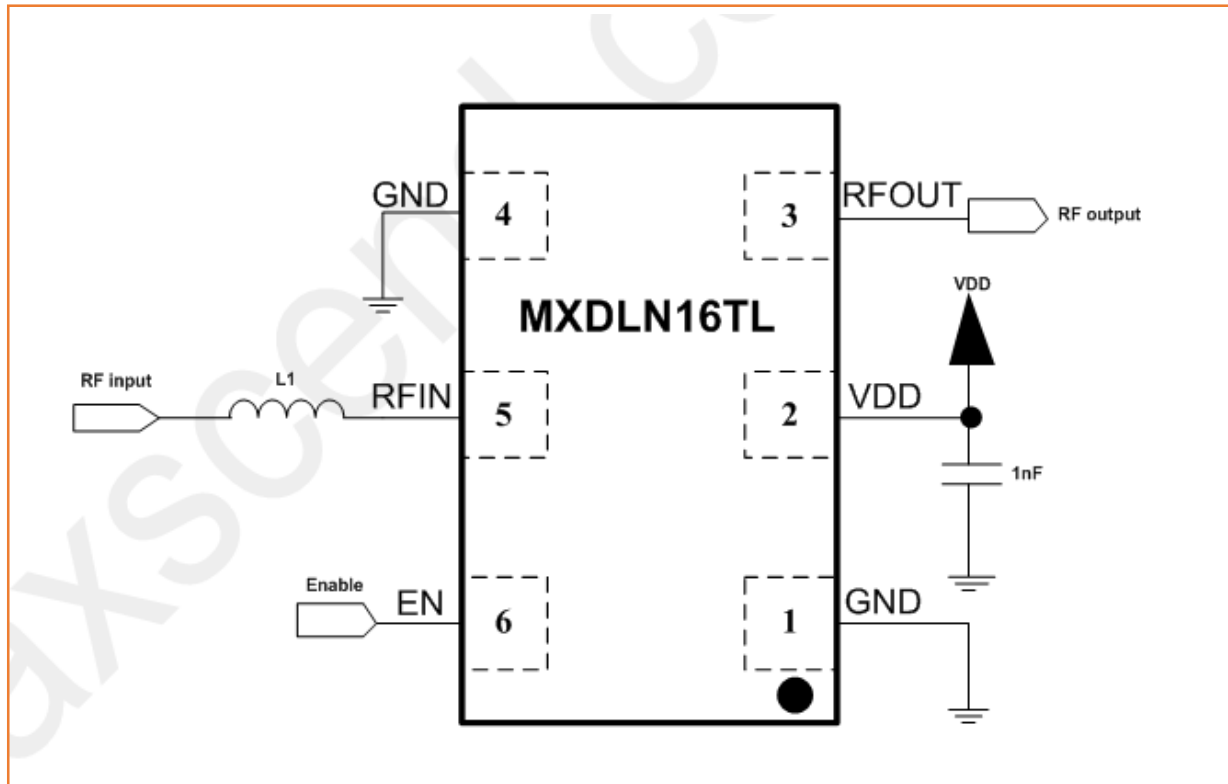 GND
4
3
RFOUT
RF output
MXDLN16TL
VDD
RF input
L1
RFIN
5
2
VDD
1nF
Enable
EN
6
1
GND